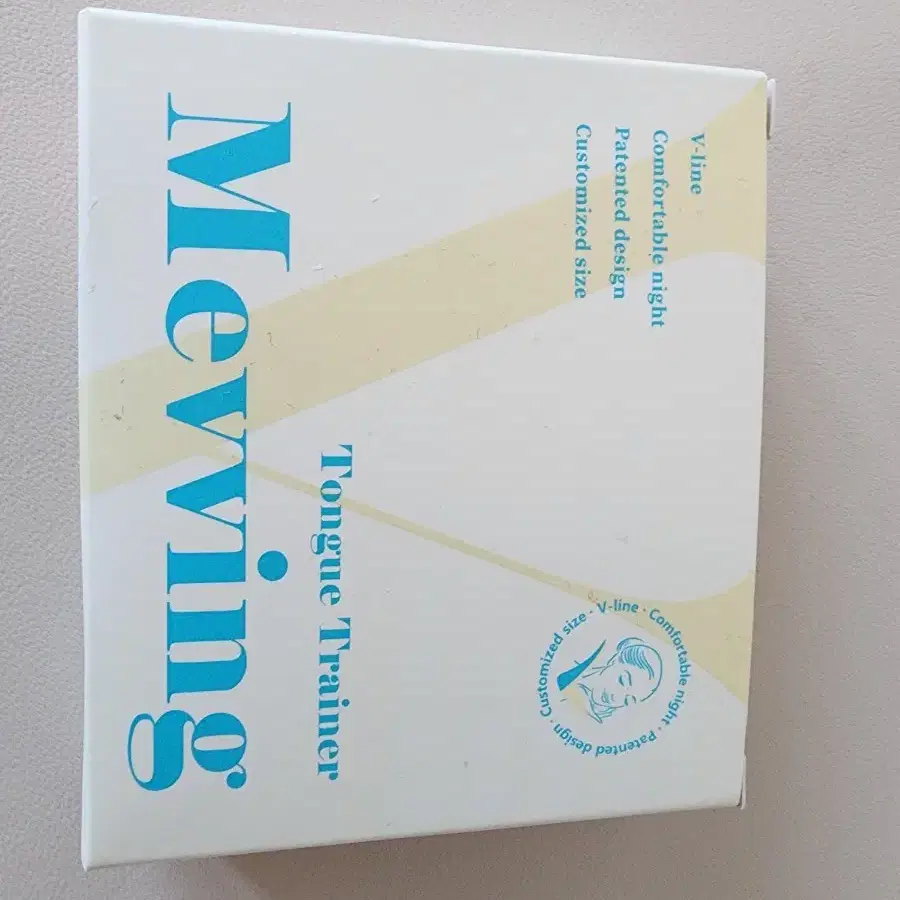 V-line
Comfortable night
Patented design
Customized size
Tongue Trainer
Mewing
V-line · Comfortable night · Patented design · Customized size ·